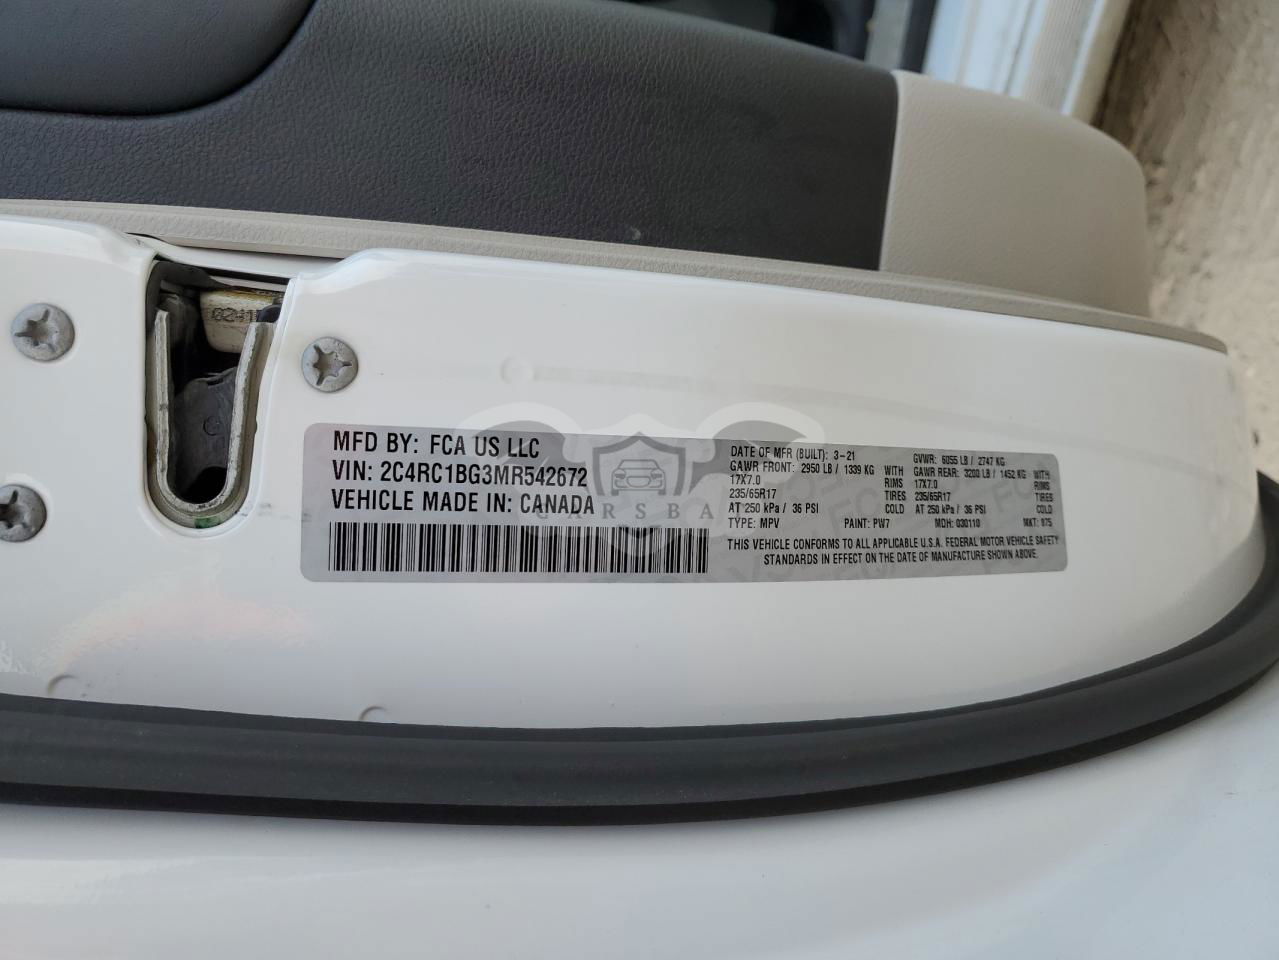 024
MFD BY: FCA US LLC
VIN: 2C4RC1BG3MR542672
VEHICLE MADE IN: CANADA
DATE OF MFR (BUILT): 3-21 GVWR: 6055 LB / 2747 KG
GAWR FRONT: 2950 LB / 1339 KG WITH GAWR REAR: 3200 LB / 1452 KG WITH
17X7.0 RIMS 17X7.0 RIMS
235/65R17 TIRES 235/65R17 TIRES
AT 250 kPa / 36 PSI COLD AT 250 kPa / 36 PSI COLD
TYPE: MPV PAINT: PW7 MDH: 030110 MKT: 875
THIS VEHICLE CONFORMS TO ALL APPLICABLE U.S.A. FEDERAL MOTOR VEHICLE SAFETY
STANDARDS IN EFFECT ON THE DATE OF MANUFACTURE SHOWN ABOVE.
CARSBA